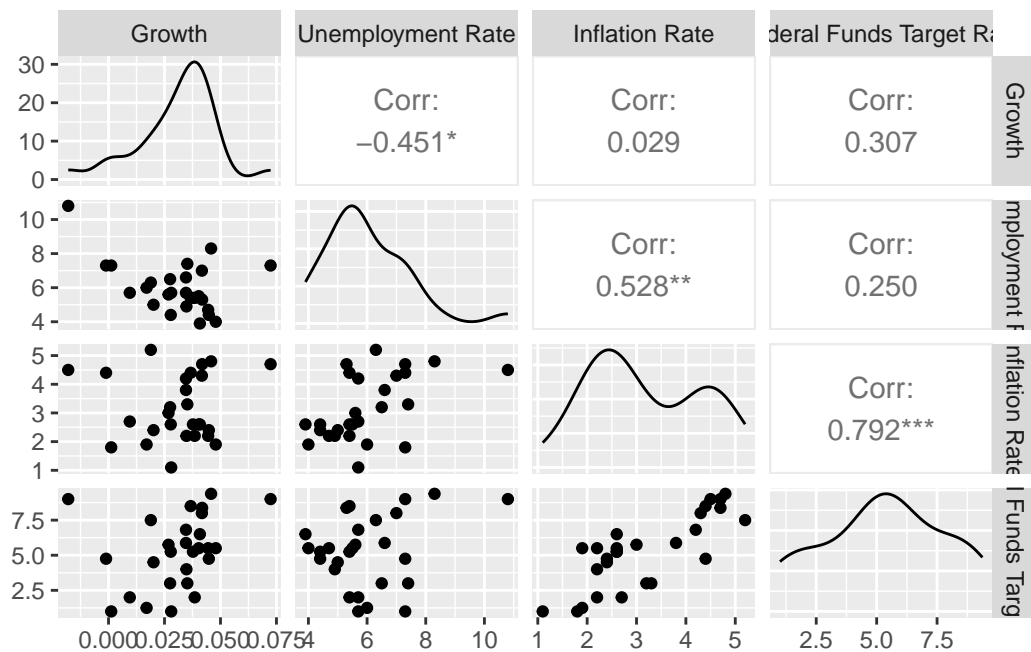 Growth
Unemployment Rate
Inflation Rate
deral Funds Target Ra
30
20
10
0
Corr:
−0.451*
Corr:
0.029
Corr:
0.307
Growth
10
8
6
4
Corr:
0.528**
Corr:
0.250
mployment R
5
4
3
2
1
Corr:
0.792***
nflation Rate
7.5
5.0
2.5
l Funds Targ
0.000
0.025
0.050
0.075
4
6
8
10
1
2
3
4
5
2.5
5.0
7.5